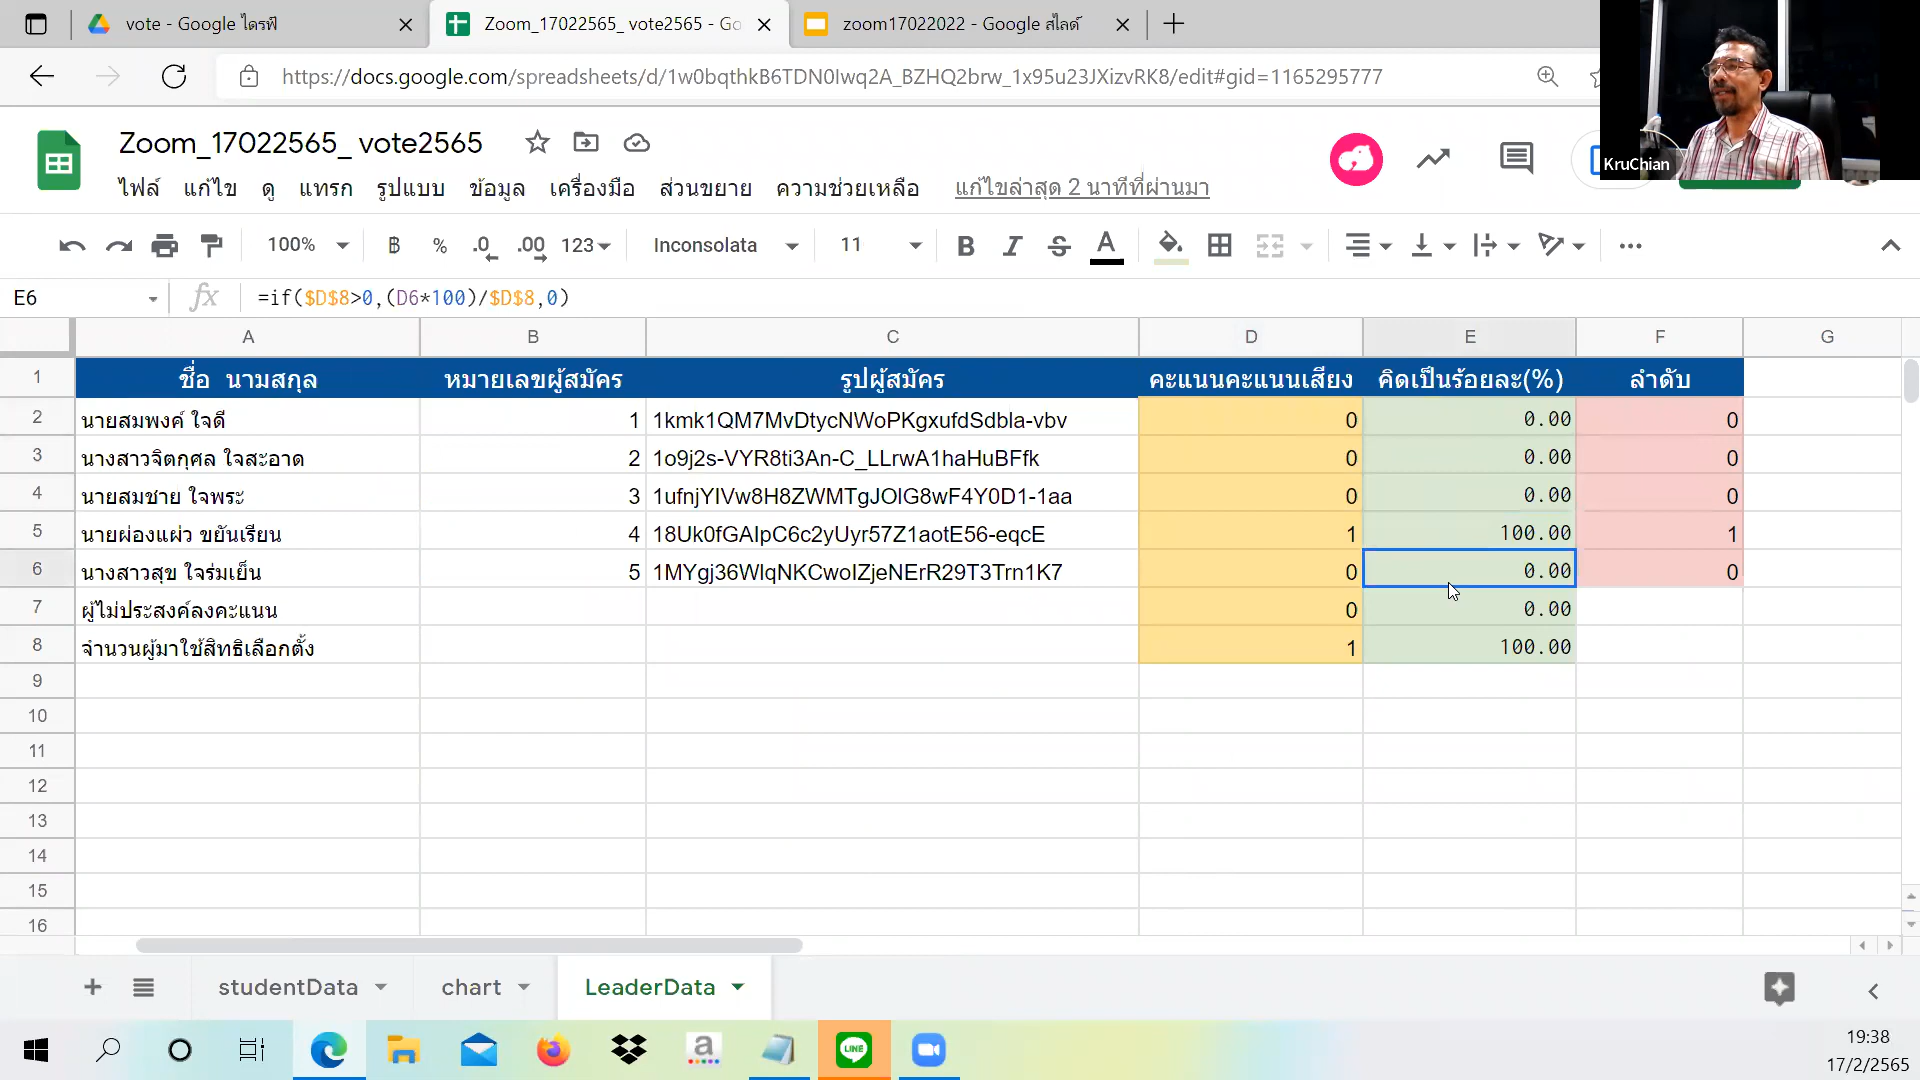 vote - Google ไดรฟ์
Zoom_17022565_ vote2565 - Go
zoom17022022 - Google สไลด์
https://docs.google.com/spreadsheets/d/1w0bqthkB6TDN0Iwq2A_BZHQ2brw_1x95u23JXizvRK8/edit#gid=1165295777
KruChian
Zoom_17022565_ vote2565
ไฟล์ แก้ไข ดู แทรก รูปแบบ ข้อมูล เครื่องมือ ส่วนขยาย ความช่วยเหลือ แก้ไขล่าสุด 2 นาทีที่ผ่านมา
100% ฿ % .0 .00 123 Inconsolata 11 B I S A
E6 fx =if($D$8>0,(D6*100)/$D$8,0)
A B C D E F G
1 ชื่อ นามสกุล หมายเลขผู้สมัคร รูปผู้สมัคร คะแนนคะแนนเสียง คิดเป็นร้อยละ(%) ลำดับ
2 นายสมพงค์ ใจดี 1 1kmk1QM7MvDtycNWoPKgxufdSdbla-vbv 0 0.00 0
3 นางสาวจิตกุศล ใจสะอาด 2 1o9j2s-VYR8ti3An-C_LLrwA1haHuBFfk 0 0.00 0
4 นายสมชาย ใจพระ 3 1ufnjYIVw8H8ZWMTgJOlG8wF4Y0D1-1aa 0 0.00 0
5 นายผ่องแผ่ว ขยันเรียน 4 18Uk0fGAIpC6c2yUyr57Z1aotE56-eqcE 1 100.00 1
6 นางสาวสุข ใจร่มเย็น 5 1MYgj36WlqNKCwoIZjeNErR29T3Trn1K7 0 0.00 0
7 ผู้ไม่ประสงค์ลงคะแนน 0 0.00
8 จำนวนผู้มาใช้สิทธิเลือกตั้ง 1 100.00
9
10
11
12
13
14
15
16
studentData chart LeaderData
LINE
19:38
17/2/2565